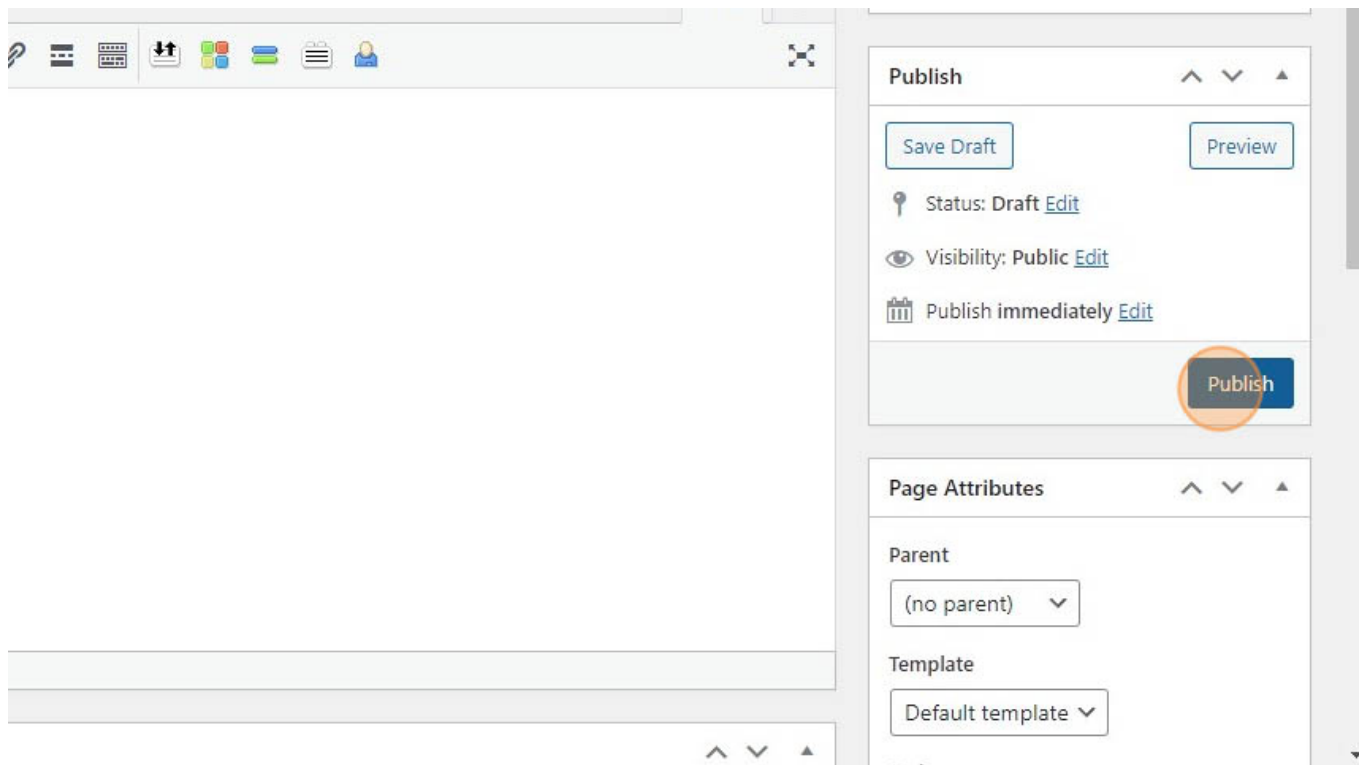 Publish
Save Draft
Preview
Status: Draft Edit
Visibility: Public Edit
Publish immediately Edit
Publish
Page Attributes
Parent
(no parent)
Template
Default template